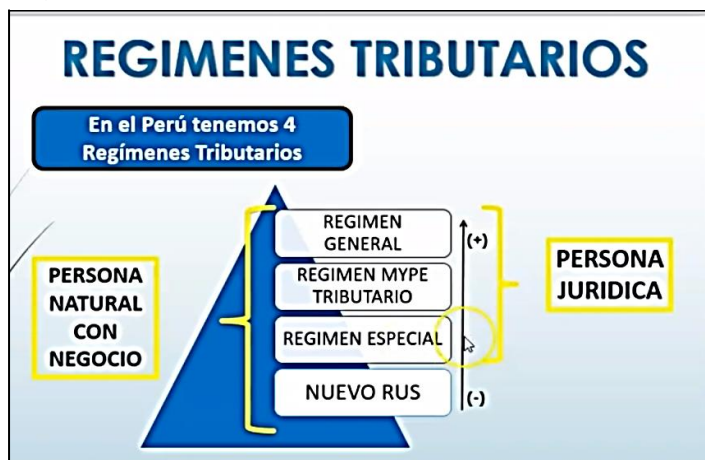 REGIMENES TRIBUTARIOS
En el Perú tenemos 4
Regímenes Tributarios
PERSONA
NATURAL
CON
NEGOCIO
REGIMEN
GENERAL
REGIMEN MYPE
TRIBUTARIO
REGIMEN ESPECIAL
NUEVO RUS
(+)
(-)
PERSONA
JURIDICA